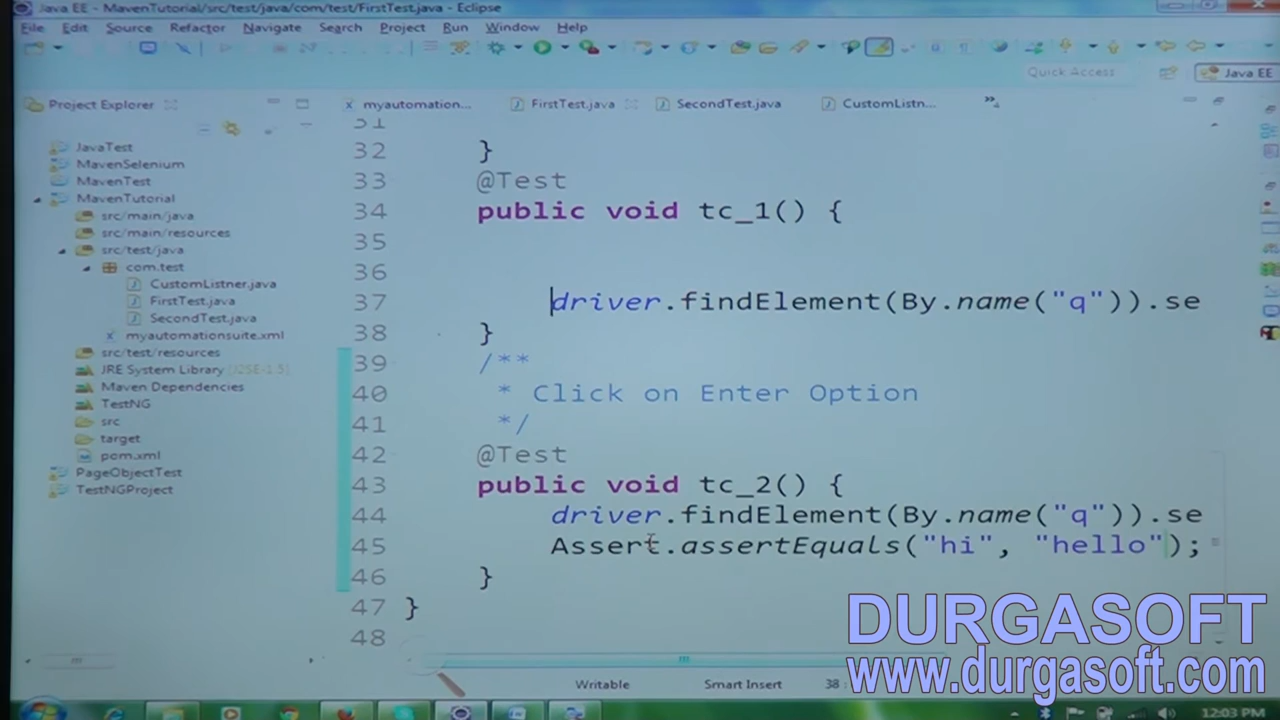 Java EE - MavenTutorial/src/test/java/com/test/FirstTest.java - Eclipse
File Edit Source Refactor Navigate Search Project Run Window Help
Quick Access
Java EE
Project Explorer
myautomation...
FirstTest.java
SecondTest.java
CustomListn...
JavaTest
MavenSelenium
MavenTest
MavenTutorial
src/main/java
src/main/resources
src/test/java
com.test
CustomListner.java
FirstTest.java
SecondTest.java
myautomationsuite.xml
src/test/resources
JRE System Library [J2SE-1.5]
Maven Dependencies
TestNG
src
target
pom.xml
PageObjectTest
TestNGProject
31
32 }
33 @Test
34 public void tc_1() {
35
36
37 driver.findElement(By.name("q")).se
38 }
39 /**
40 * Click on Enter Option
41 */
42 @Test
43 public void tc_2() {
44 driver.findElement(By.name("q")).se
45 Assert.assertEquals("hi", "hello");
46 }
47 }
48
Writable
Smart Insert
38
DURGASOFT
www.durgasoft.com
12:03 PM